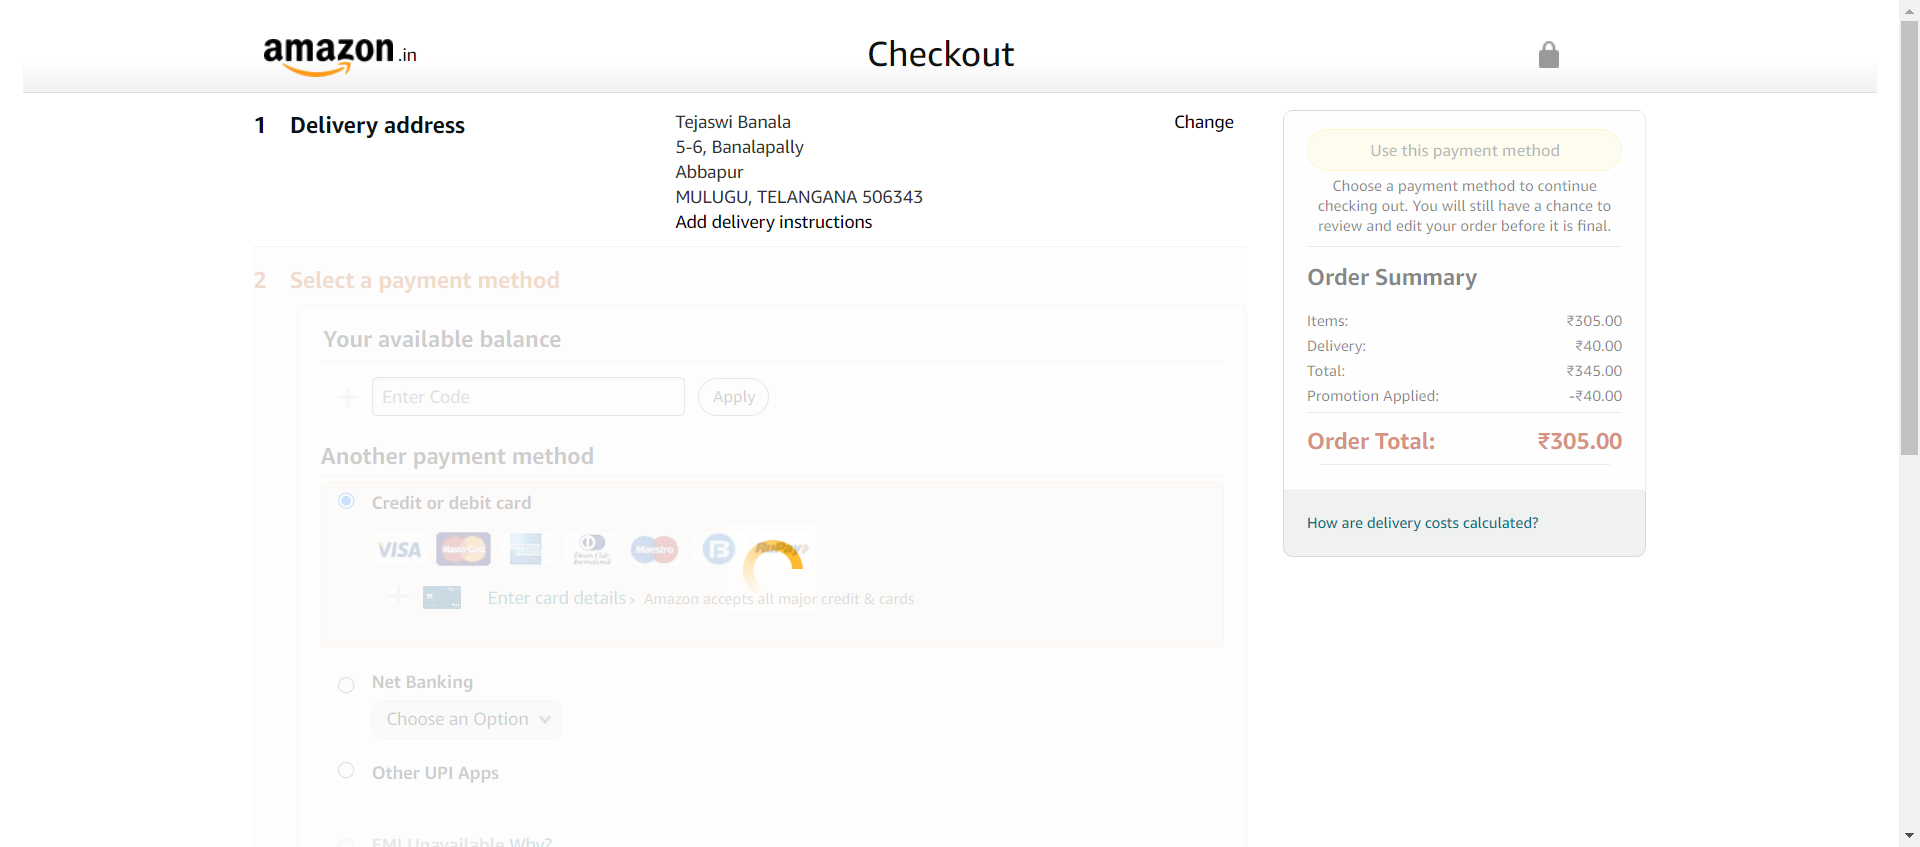 amazon.in
Checkout
1 Delivery address
Tejaswi Banala
5-6, Banalapally
Abbapur
MULUGU, TELANGANA 506343
Add delivery instructions
Change
2 Select a payment method
Your available balance
Enter Code
Apply
Another payment method
Credit or debit card
VISA
MasterCard
Diners Club
International
Maestro
B
RuPay
Enter card details › Amazon accepts all major credit & cards
Net Banking
Choose an Option
Other UPI Apps
EMI Unavailable Why?
Use this payment method
Choose a payment method to continue
checking out. You will still have a chance to
review and edit your order before it is final.
Order Summary
Items: ₹305.00
Delivery: ₹40.00
Total: ₹345.00
Promotion Applied: -₹40.00
Order Total: ₹305.00
How are delivery costs calculated?